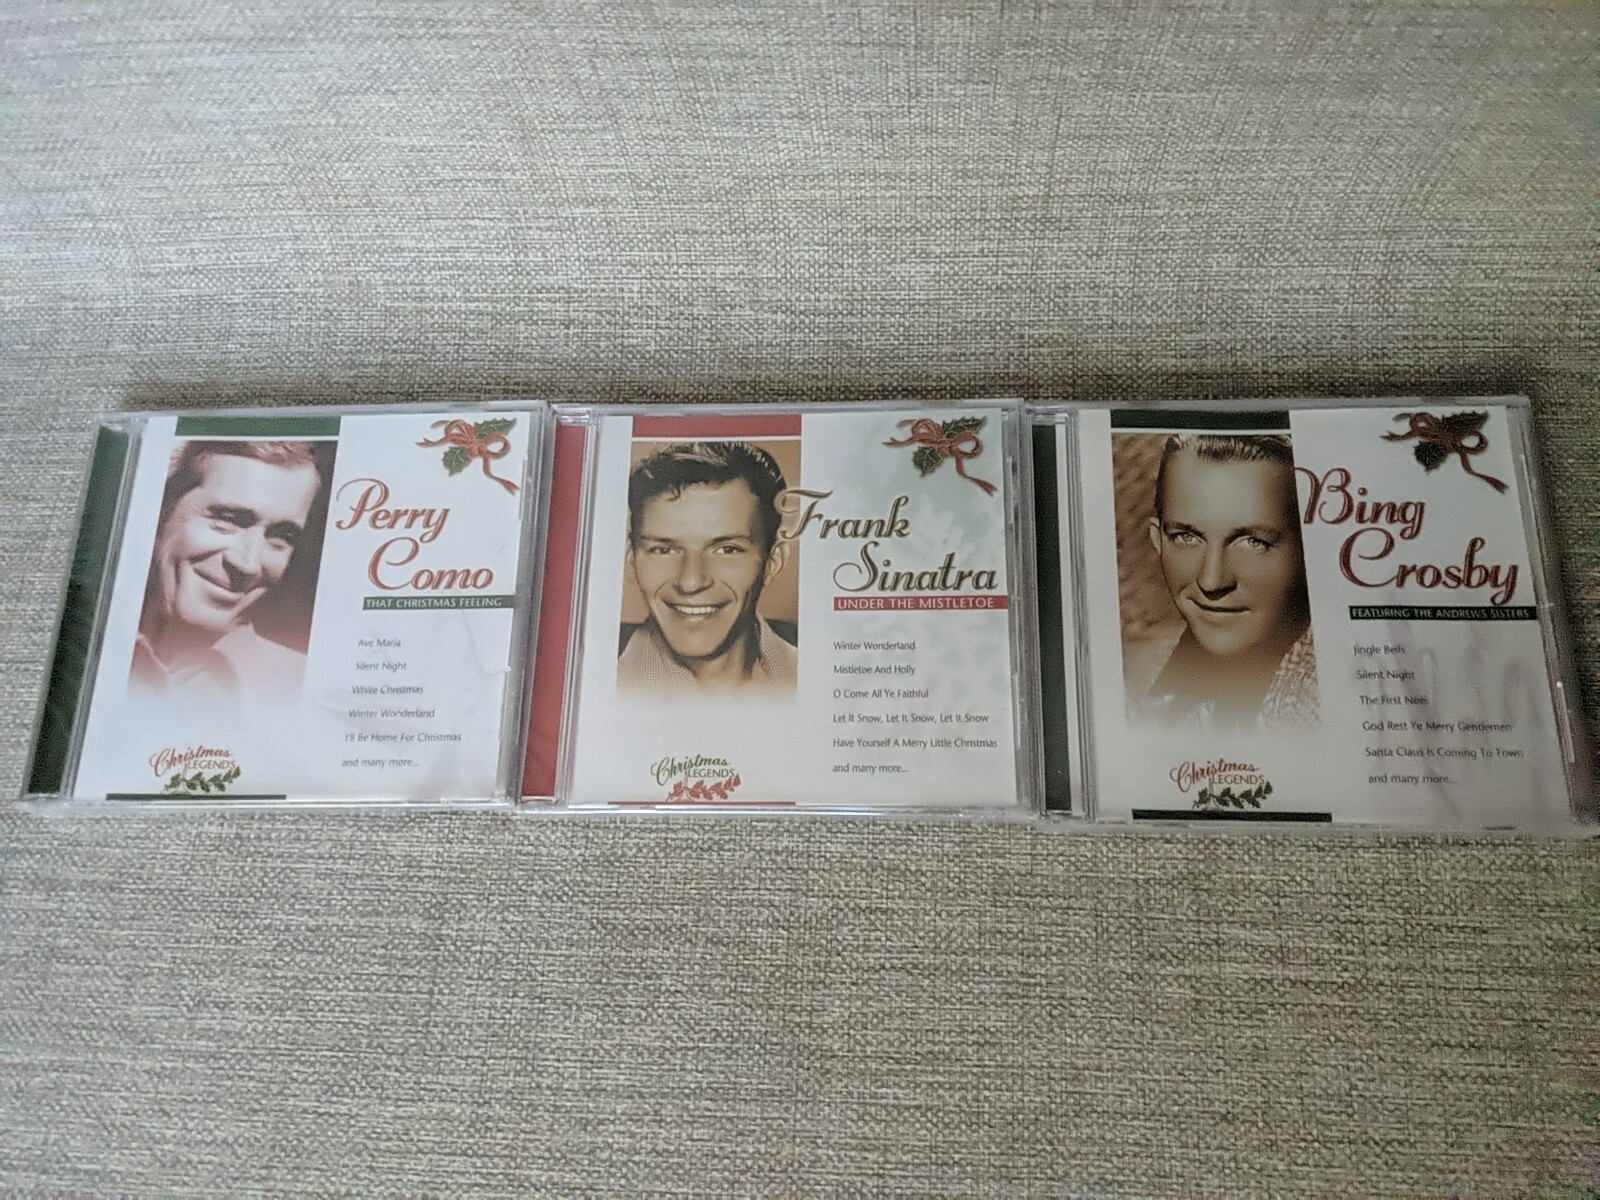 Perry
Como
THAT CHRISTMAS FEELING
Ave Maria
Silent Night
White Christmas
Winter Wonderland
I'll Be Home For Christmas
and many more...
Christmas
LEGENDS
Frank
Sinatra
UNDER THE MISTLETOE
Winter Wonderland
Mistletoe And Holly
O Come All Ye Faithful
Let It Snow, Let It Snow, Let It Snow
Have Yourself A Merry Little Christmas
and many more...
Christmas
LEGENDS
Bing
Crosby
FEATURING THE ANDREWS SISTERS
Jingle Bells
Silent Night
The First Noel
God Rest Ye Merry Gentlemen
Santa Claus Is Coming To Town
and many more...
Christmas
LEGENDS